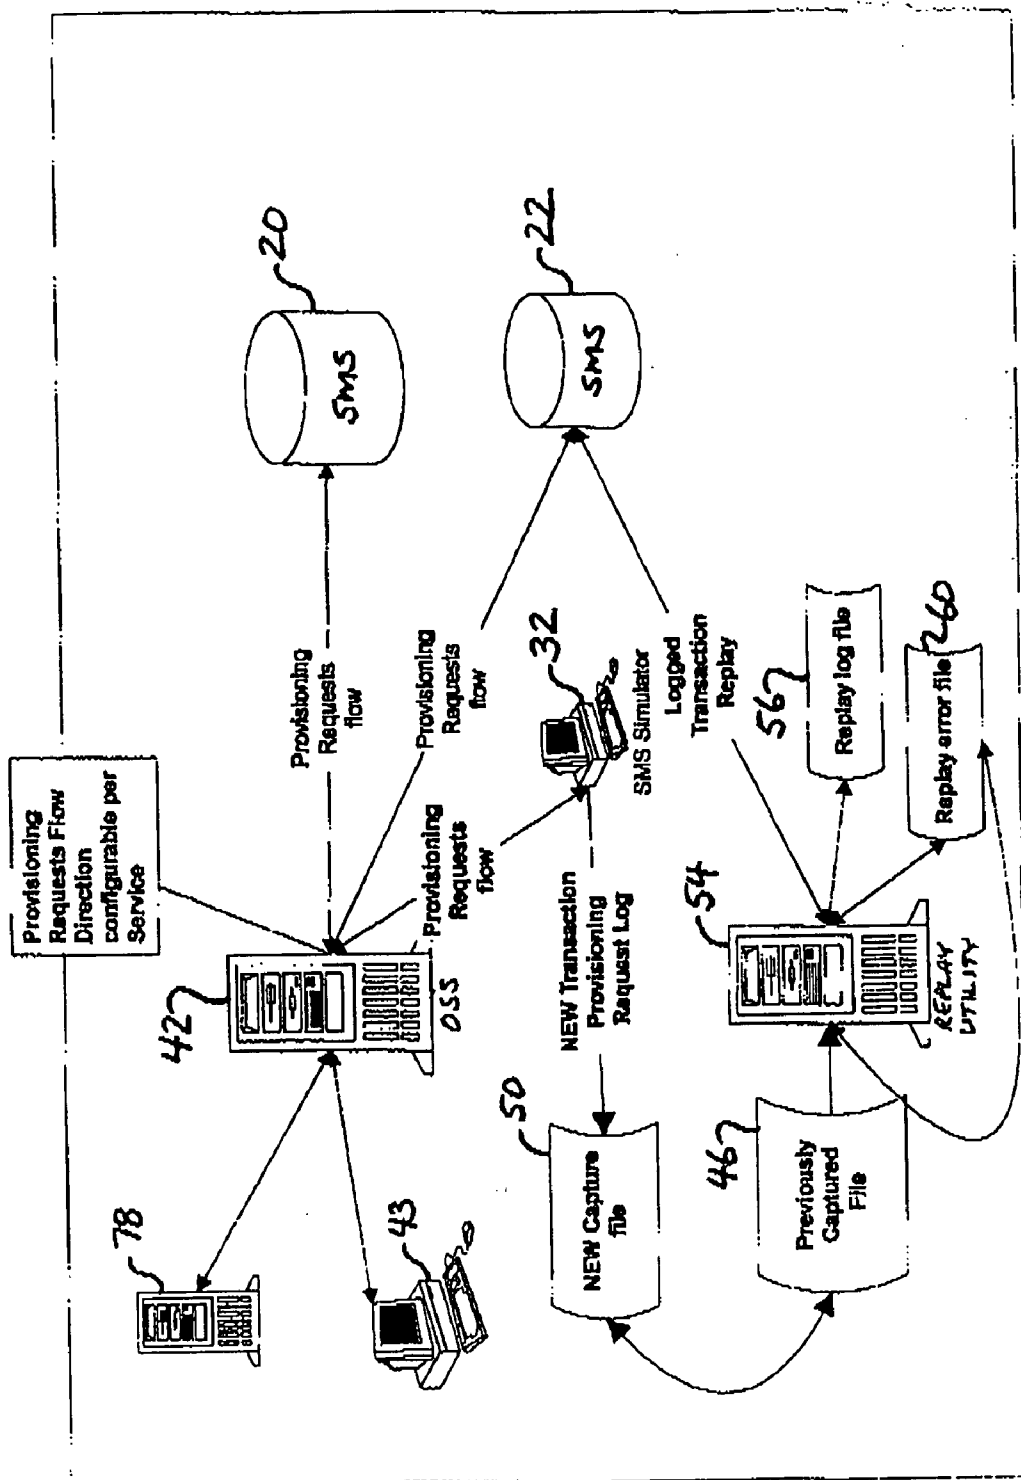 Provisioning
Requests Flow
Direction
configurable per
Service
42
OSS
78
43
Provisioning
Requests
flow
20
SMS
Provisioning
Requests
flow
22
SMS
Provisioning
Requests
flow
32
SMS Simulator
NEW Transaction
Provisioning
Request Log
50
NEW Capture
file
Logged
Transaction
Replay
46
Previously
Captured
File
54
REPLAY
UTILITY
56
Replay log file
260
Replay error file